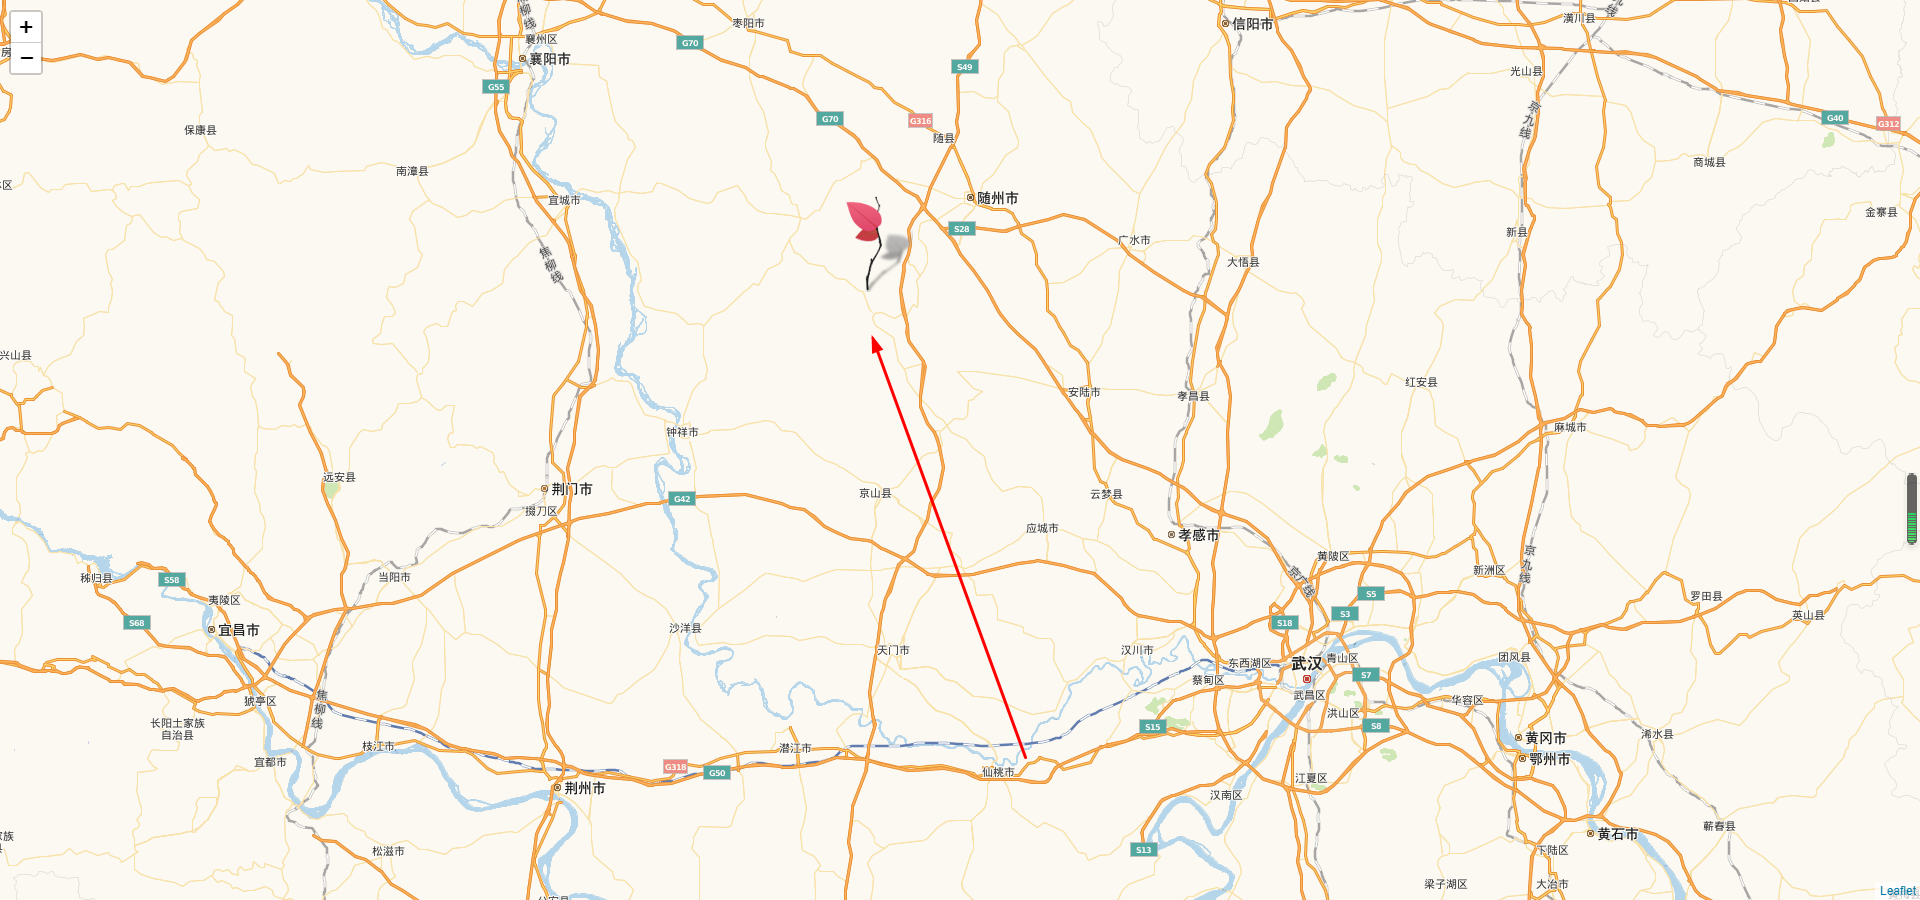 +
−
房
柳
线
襄州区
襄阳市
G70
枣阳市
S49
信阳市
潢川县
线
光山县
G55
G70
G316
随县
京
九
线
G40
G312
保康县
南漳县
商城县
区
宜城市
随州市
S28
广水市
新县
金寨县
焦
柳
线
大悟县
兴山县
安陆市
孝昌县
红安县
钟祥市
麻城市
远安县
荆门市
G42
京山县
云梦县
掇刀区
应城市
孝感市
黄陂区
京
九
线
新洲区
秭归县
S58
当阳市
京广线
S5
夷陵区
S68
宜昌市
沙洋县
S18
S3
罗田县
英山县
天门市
汉川市
东西湖区
武汉
青山区
团风县
蔡甸区
S7
武昌区
华容区
猇亭区
焦
柳
线
长阳土家族
自治县
洪山区
S15
S8
枝江市
潜江市
黄冈市
浠水县
宜都市
G318
G50
仙桃市
鄂州市
荆州市
江夏区
汉南区
家族
黄石市
蕲春县
松滋市
S13
下陆区
梁子湖区
大冶市
公安县
Leaflet